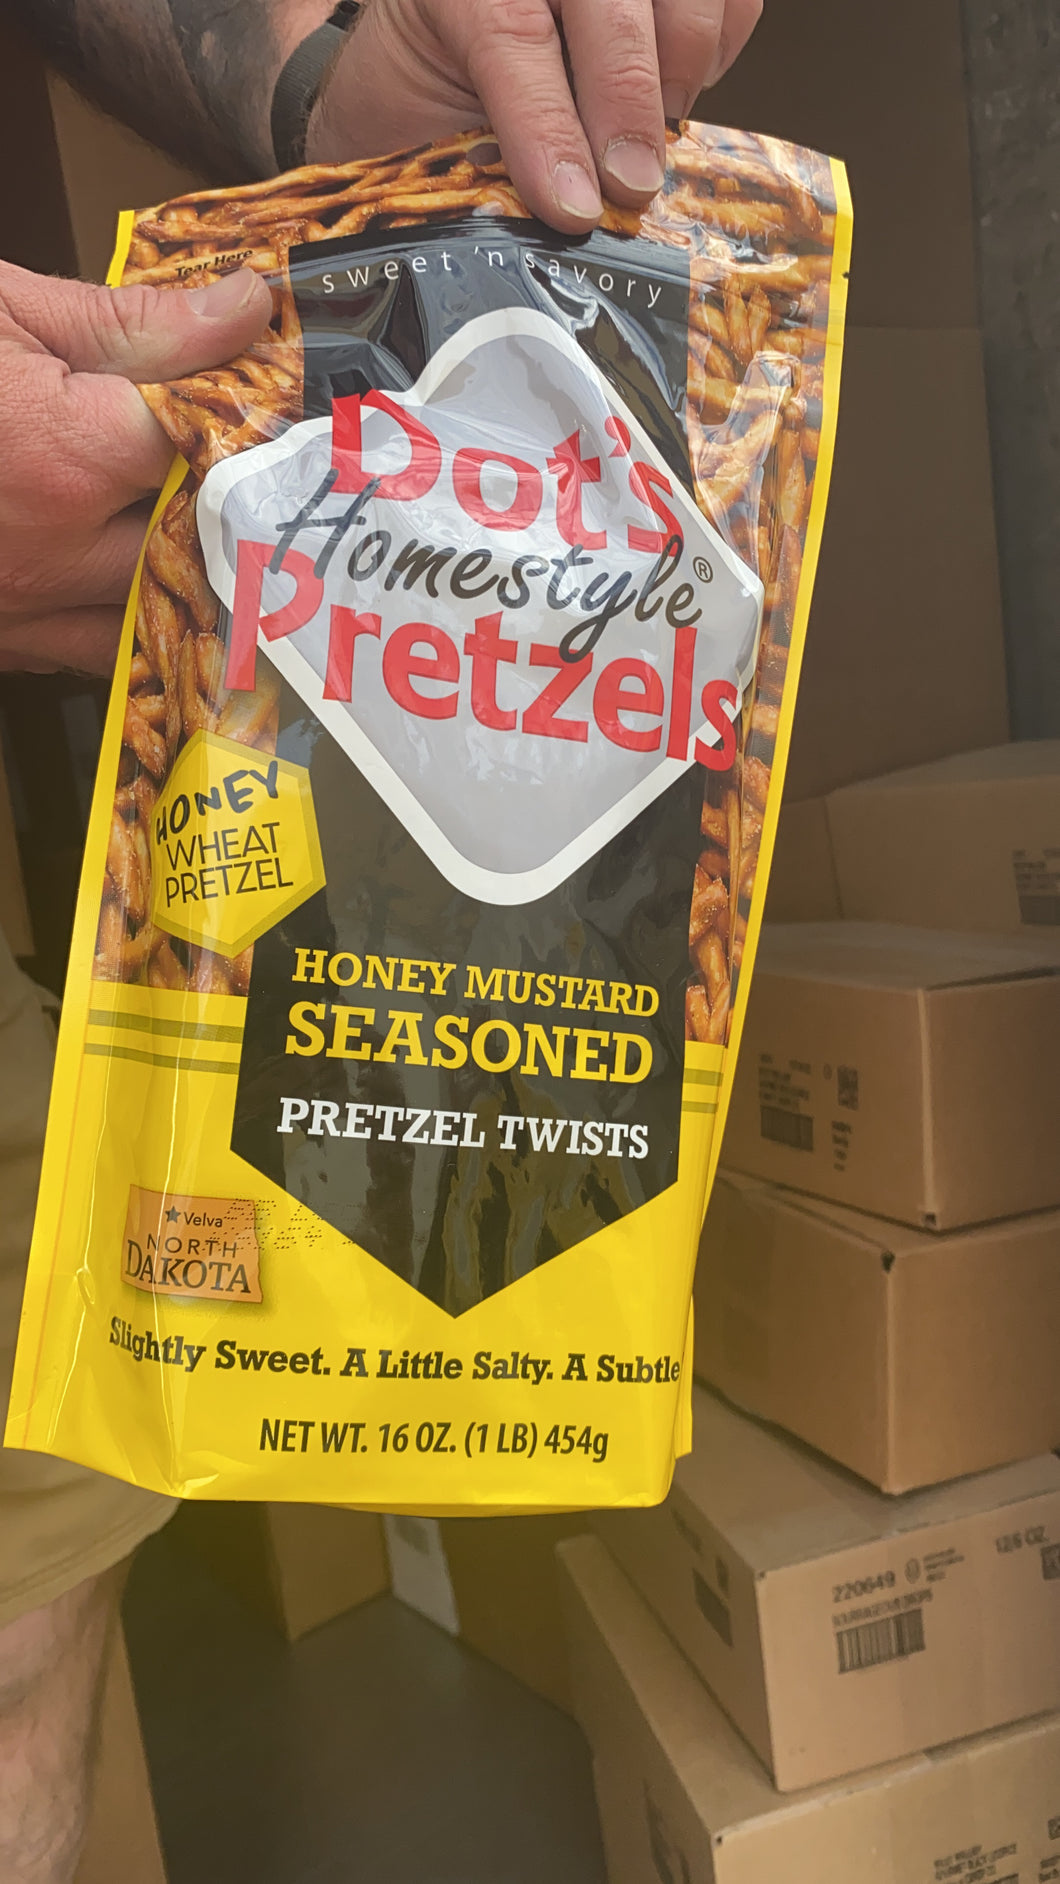 Tear Here
sweet 'n savory
Dot's
Homestyle®
Pretzels
HONEY
WHEAT
PRETZEL
HONEY MUSTARD
SEASONED
PRETZEL TWISTS
Velva
NORTH
DAKOTA
Slightly Sweet. A Little Salty. A Subtle
NET WT. 16 OZ. (1 LB) 454g
220649